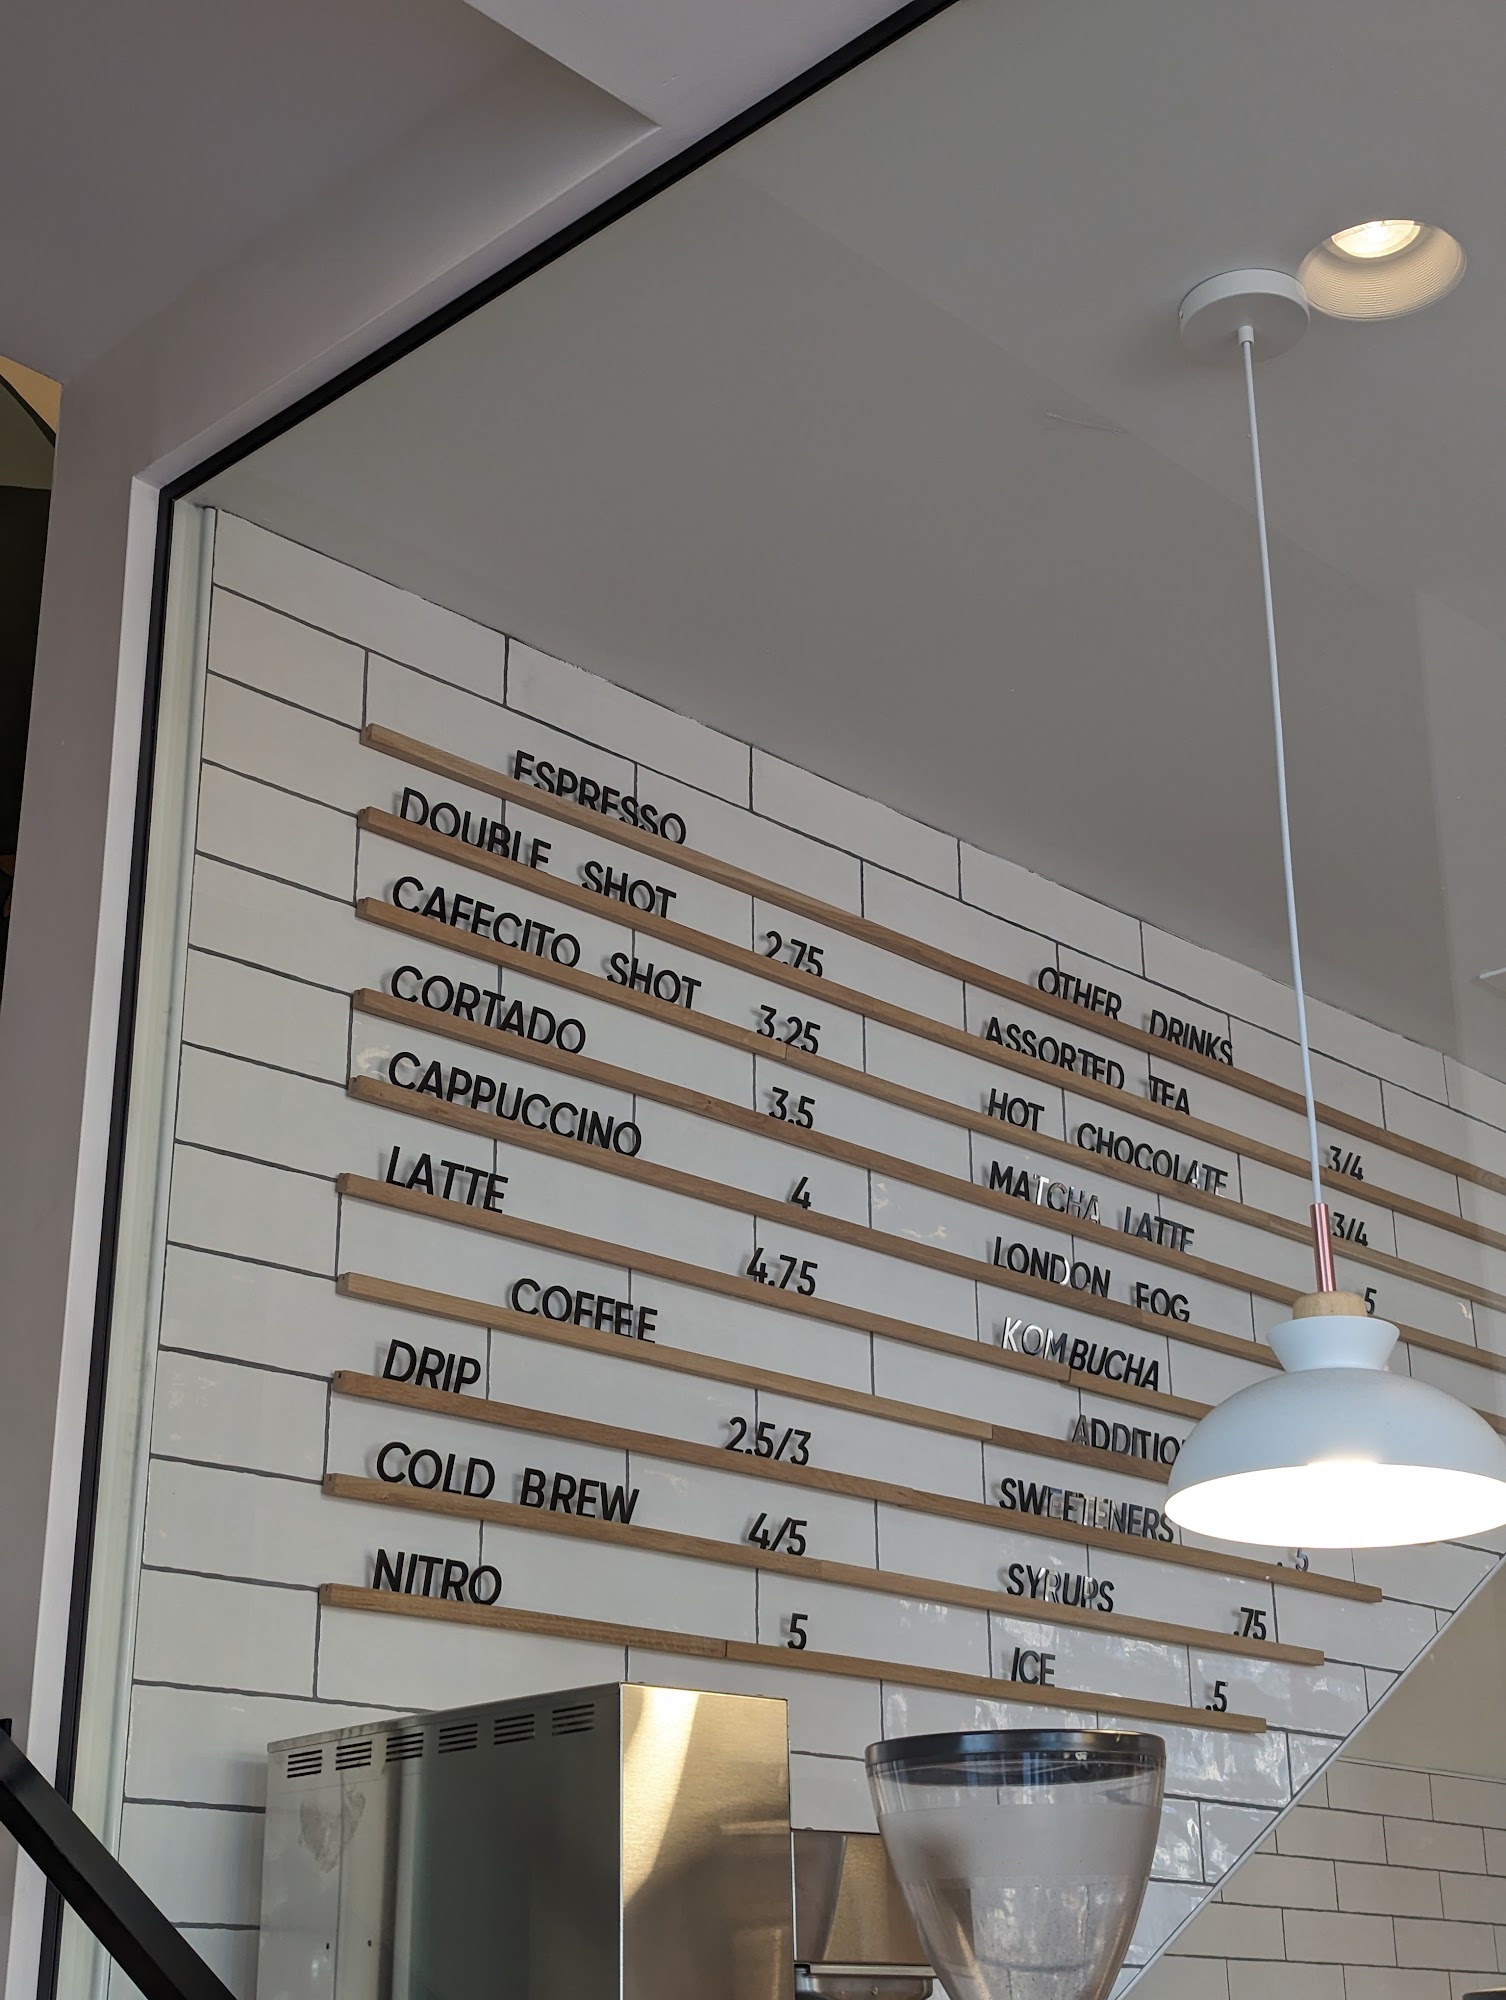 ESPRESSO
DOUBLE SHOT 2.75
CAFECITO SHOT 3.25
CORTADO 3.5
CAPPUCCINO 4
LATTE 4.75
COFFEE
DRIP 2.5/3
COLD BREW 4/5
NITRO 5
OTHER DRINKS
ASSORTED TEA 3/4
HOT CHOCOLATE 3/4
MATCHA LATTE 5
LONDON FOG
KOMBUCHA
SWEETENERS .5
SYRUPS .75
ICE .5